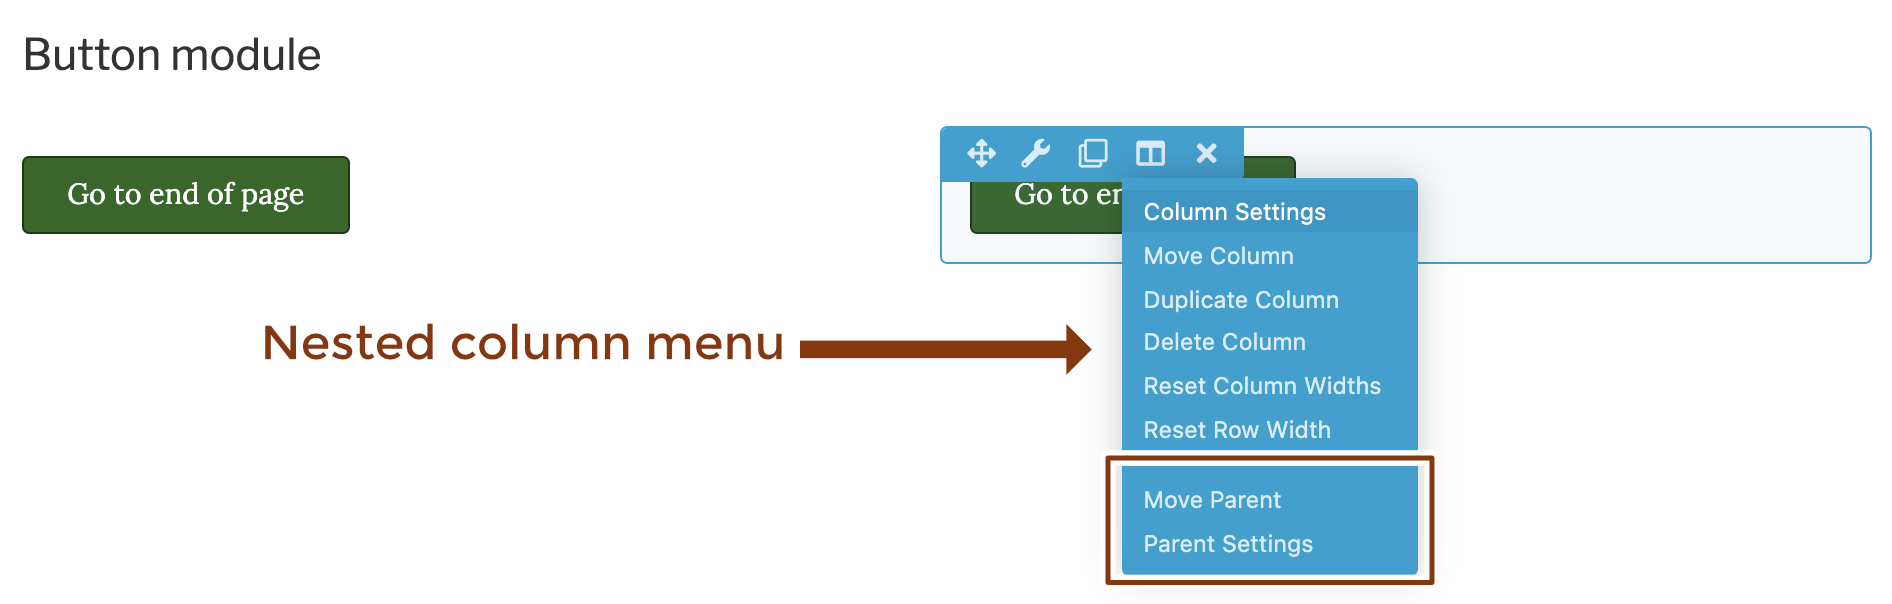 Button module
Go to end of page
Go to en
Column Settings
Move Column
Duplicate Column
Delete Column
Reset Column Widths
Reset Row Width
Move Parent
Parent Settings
Nested column menu